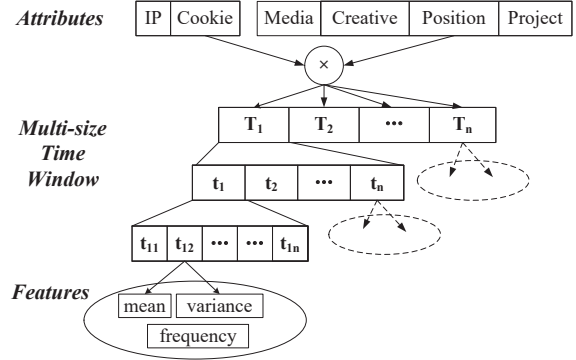 Attributes IP Cookie Media Creative Position Project
×
Multi-size Time Window
T1 T2 ••• Tn
t1 t2 ••• tn
t11 t12 ••• ••• t1n
Features
mean variance
frequency